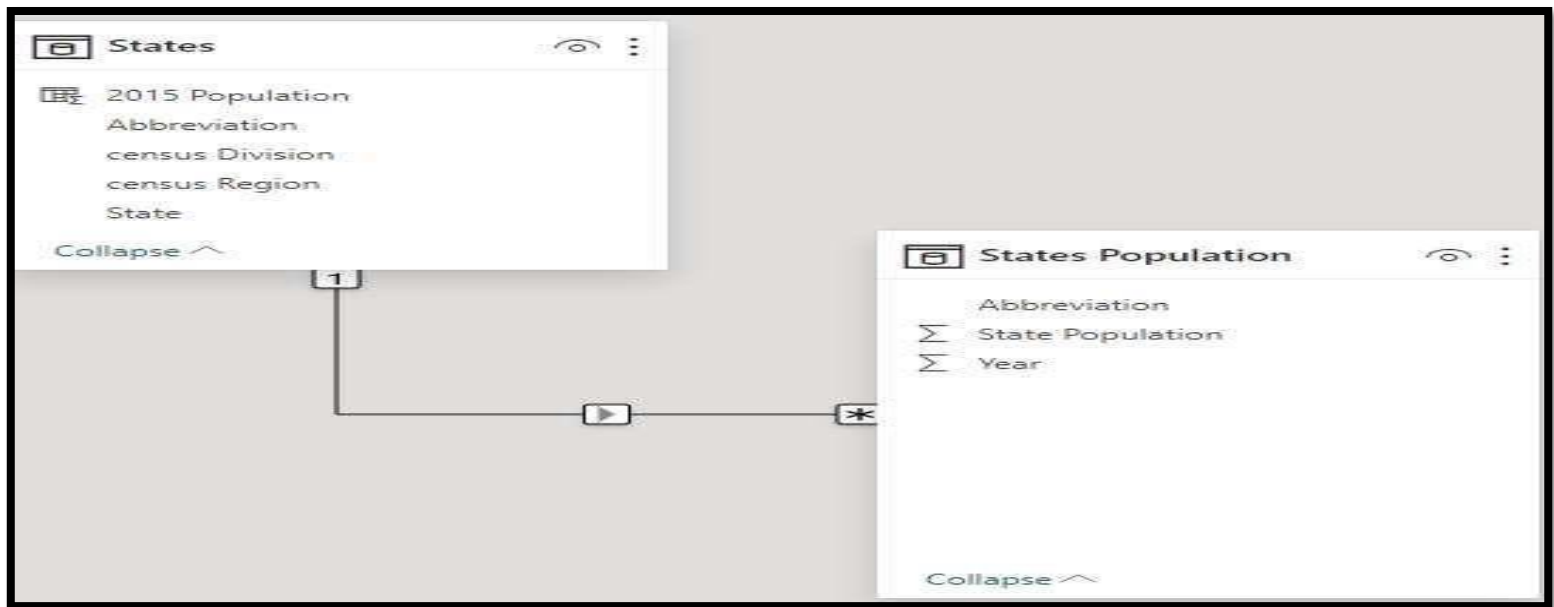 States
2015 Population
Abbreviation
census Division
census Region
State
Collapse
1
States Population
Abbreviation
Σ State Population
Σ Year
*
Collapse